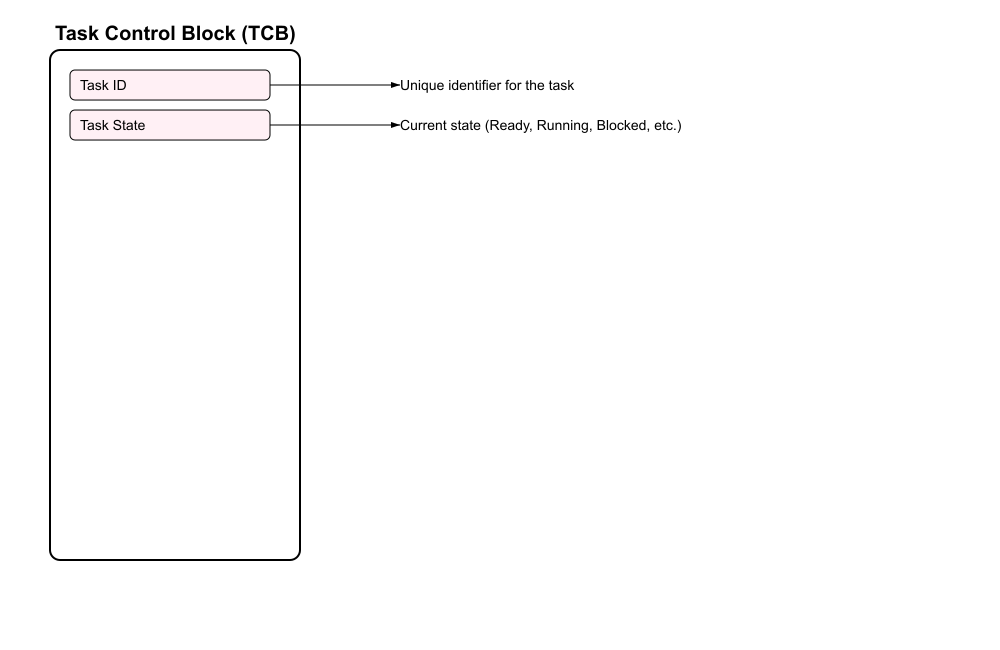 Task Control Block (TCB)
Task ID
Unique identifier for the task
Task State
Current state (Ready, Running, Blocked, etc.)